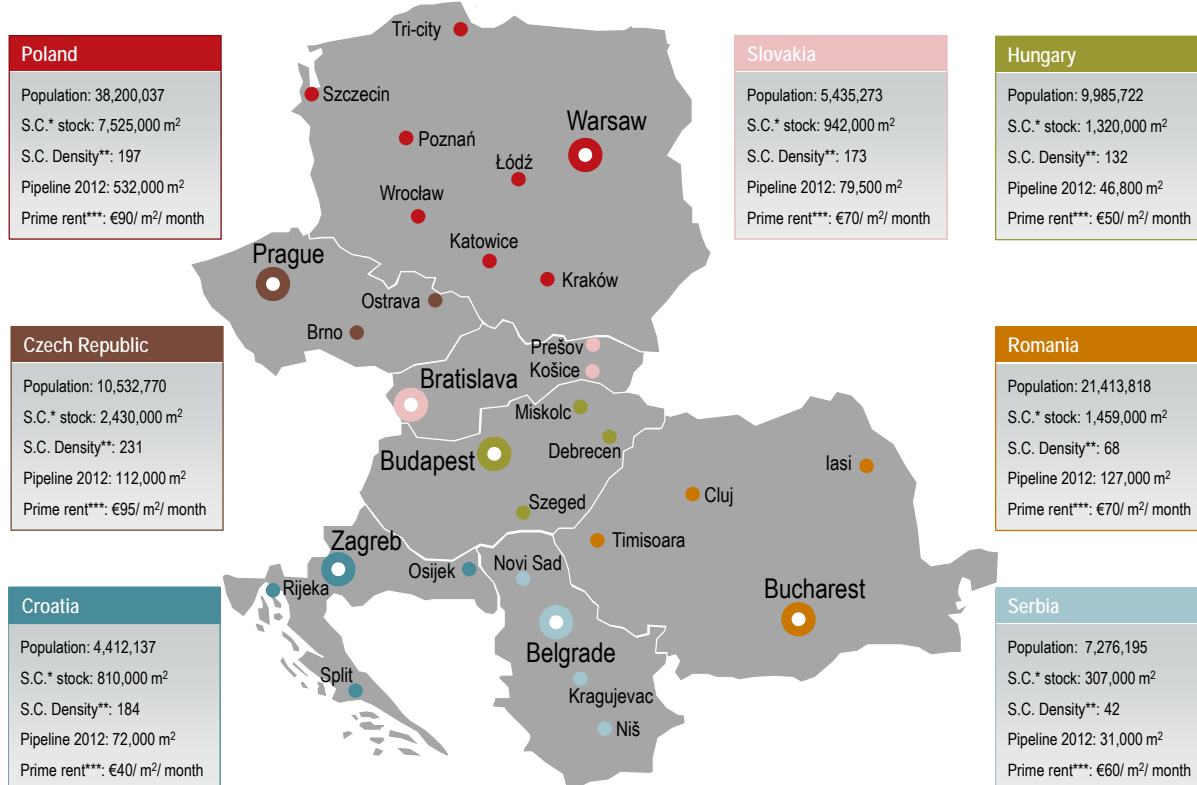 Poland
Population: 38,200,037
S.C.* stock: 7,525,000 m²
S.C. Density**: 197
Pipeline 2012: 532,000 m²
Prime rent***: €90/ m²/ month
Slovakia
Population: 5,435,273
S.C.* stock: 942,000 m²
S.C. Density**: 173
Pipeline 2012: 79,500 m²
Prime rent***: €70/ m²/ month
Hungary
Population: 9,985,722
S.C.* stock: 1,320,000 m²
S.C. Density**: 132
Pipeline 2012: 46,800 m²
Prime rent***: €50/ m²/ month
Tri-city
Szczecin
Poznań
Warsaw
Łódź
Wrocław
Katowice
Kraków
Prague
Ostrava
Brno
Czech Republic
Population: 10,532,770
S.C.* stock: 2,430,000 m²
S.C. Density**: 231
Pipeline 2012: 112,000 m²
Prime rent***: €95/ m²/ month
Prešov
Košice
Bratislava
Miskolc
Debrecen
Budapest
Szeged
Romania
Population: 21,413,818
S.C.* stock: 1,459,000 m²
S.C. Density**: 68
Pipeline 2012: 127,000 m²
Prime rent***: €70/ m²/ month
Iasi
Cluj
Timisoara
Bucharest
Zagreb
Osijek
Rijeka
Split
Novi Sad
Belgrade
Kragujevac
Niš
Croatia
Population: 4,412,137
S.C.* stock: 810,000 m²
S.C. Density**: 184
Pipeline 2012: 72,000 m²
Prime rent***: €40/ m²/ month
Serbia
Population: 7,276,195
S.C.* stock: 307,000 m²
S.C. Density**: 42
Pipeline 2012: 31,000 m²
Prime rent***: €60/ m²/ month